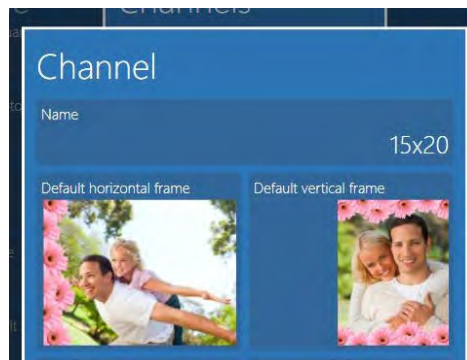 Channels
Channel
Name
15x20
Default horizontal frame
Default vertical frame